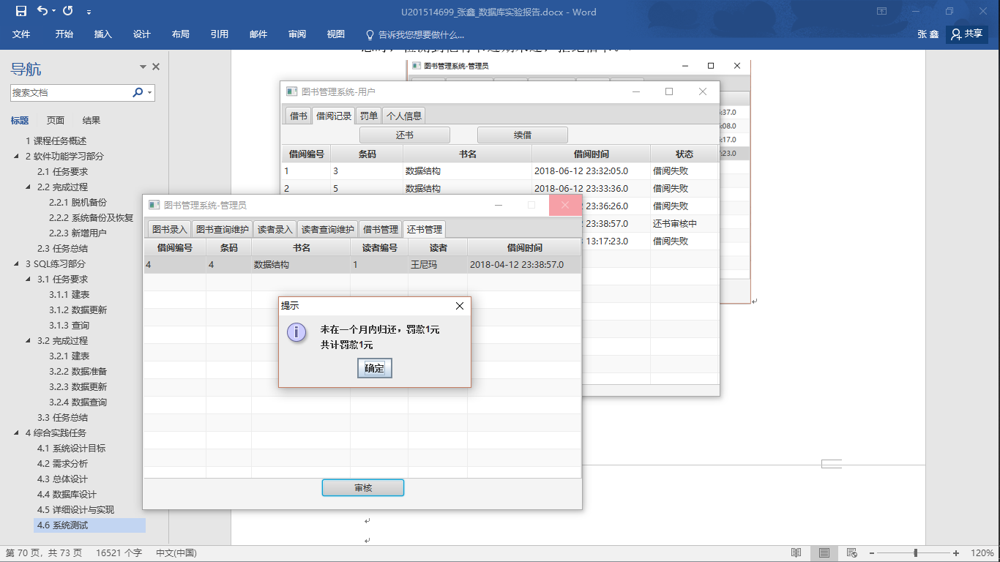 U201514699_张鑫_数据库实验报告.docx - Word
文件 开始 插入 设计 布局 引用 邮件 审阅 视图 告诉我您想要做什么... 张 鑫 共享
导航
搜索文档
标题 页面 结果
1 课程任务概述
2 软件功能学习部分
2.1 任务要求
2.2 完成过程
2.2.1 脱机备份
2.2.2 系统备份及恢复
2.2.3 新增用户
2.3 任务总结
3 SQL练习部分
3.1 任务要求
3.1.1 建表
3.1.2 数据更新
3.1.3 查询
3.2 完成过程
3.2.1 建表
3.2.2 数据准备
3.2.3 数据更新
3.2.4 数据查询
3.3 任务总结
4 综合实践任务
4.1 系统设计目标
4.2 需求分析
4.3 总体设计
4.4 数据库设计
4.5 详细设计与实现
4.6 系统测试
图书管理系统-管理员
:37.0
:08.0
:17.0
:23.0
图书管理系统-用户
借书 借阅记录 罚单 个人信息
还书 续借
借阅编号 条码 书名 借阅时间 状态
1 3 数据结构 2018-06-12 23:32:05.0 借阅失败
2 5 数据结构 2018-06-12 23:33:36.0 借阅失败
23:36:26.0 借阅失败
23:38:57.0 还书审核中
13:17:23.0 借阅失败
图书管理系统-管理员
图书录入 图书查询维护 读者录入 读者查询维护 借书管理 还书管理
借阅编号 条码 书名 读者编号 读者 借阅时间
4 4 数据结构 1 王尼玛 2018-04-12 23:38:57.0
提示
未在一个月内归还，罚款1元
共计罚款1元
确定
审核
第 70 页，共 73 页 16521 个字 中文(中国) 120%